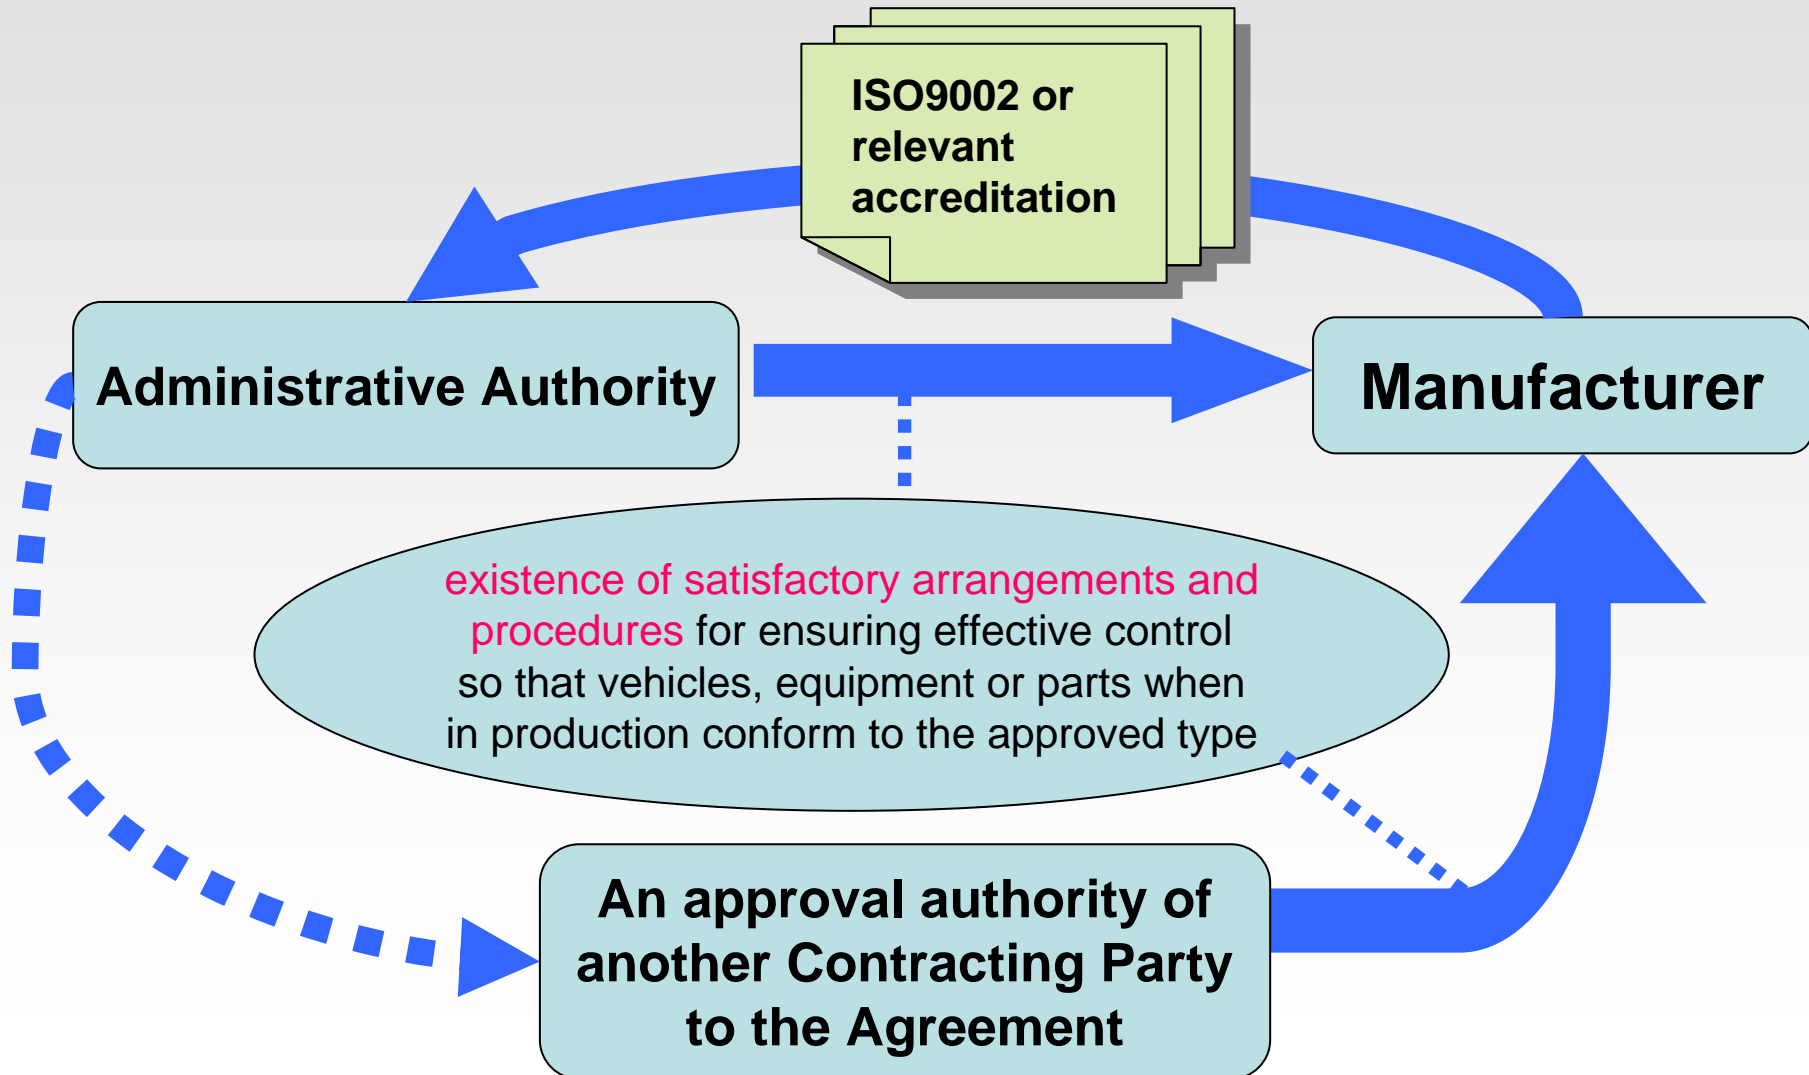 ISO9002 or
relevant
accreditation
Administrative Authority
Manufacturer
existence of satisfactory arrangements and
procedures for ensuring effective control
so that vehicles, equipment or parts when
in production conform to the approved type
An approval authority of
another Contracting Party
to the Agreement